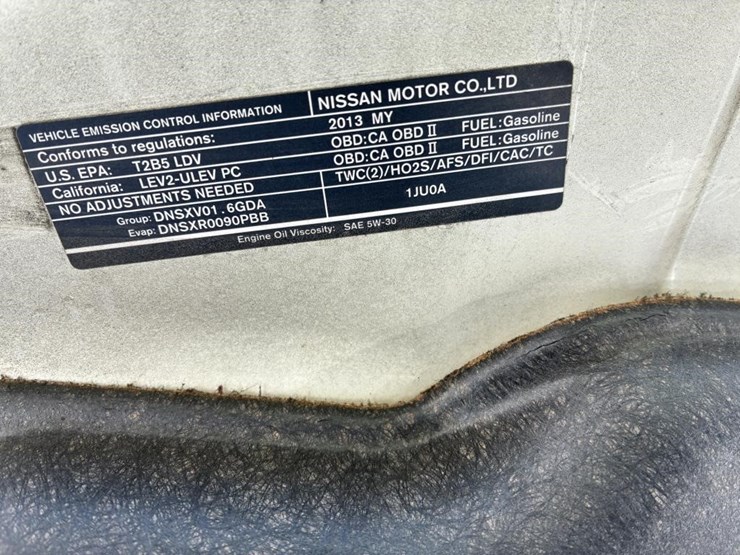 VEHICLE EMISSION CONTROL INFORMATION NISSAN MOTOR CO.,LTD
Conforms to regulations: 2013 MY
U.S. EPA: T2B5 LDV OBD:CA OBD II FUEL:Gasoline
California: LEV2-ULEV PC OBD:CA OBD II FUEL:Gasoline
NO ADJUSTMENTS NEEDED TWC(2)/HO2S/AFS/DFI/CAC/TC
Group: DNSXV01.6GDA 1JU0A
Evap: DNSXR0090PBB
Engine Oil Viscosity: SAE 5W-30